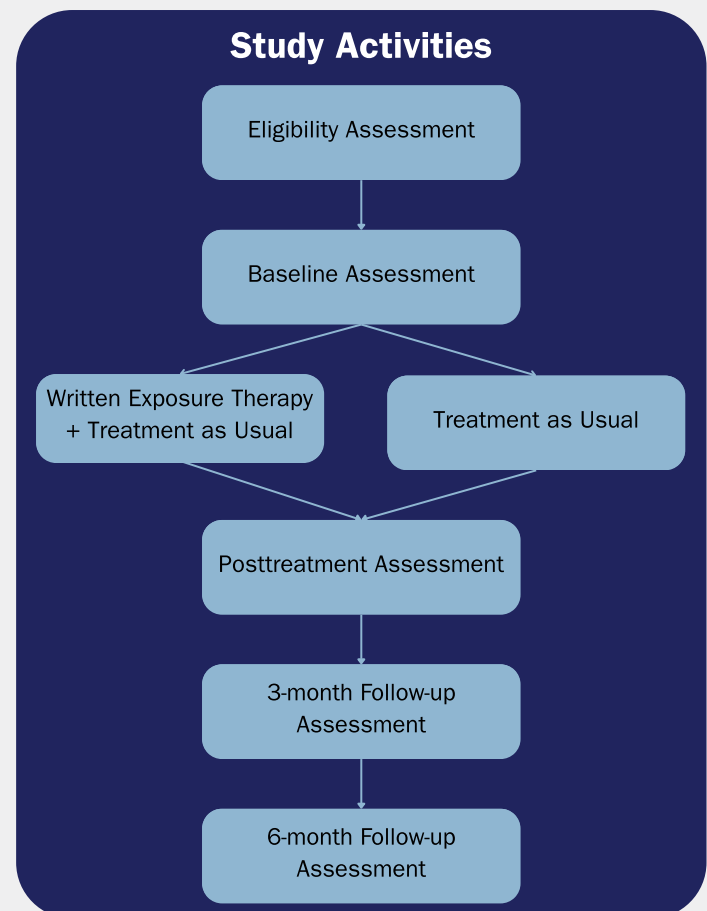 Study Activities
Eligibility Assessment
Baseline Assessment
Written Exposure Therapy
+ Treatment as Usual
Treatment as Usual
Posttreatment Assessment
3-month Follow-up
Assessment
6-month Follow-up
Assessment